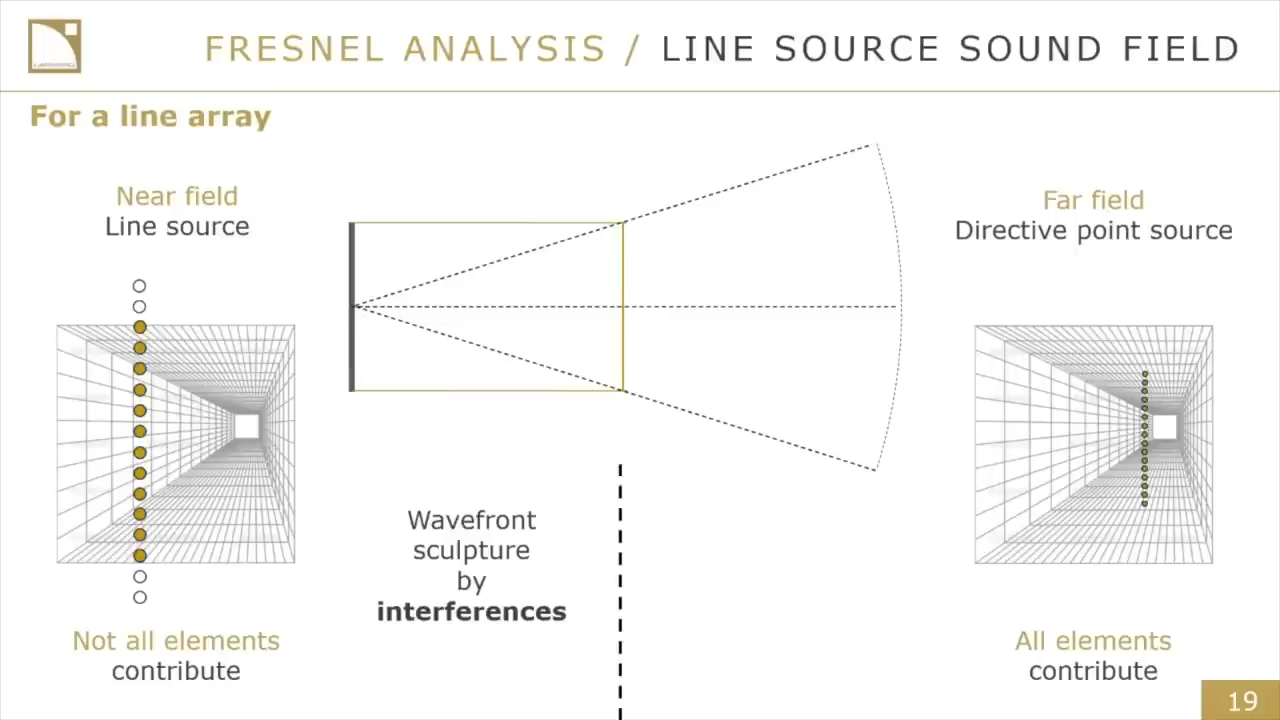 FRESNEL ANALYSIS / LINE SOURCE SOUND FIELD
For a line array
Near field
Line source
Far field
Directive point source
Wavefront
sculpture
by
interferences
Not all elements
contribute
All elements
contribute
19